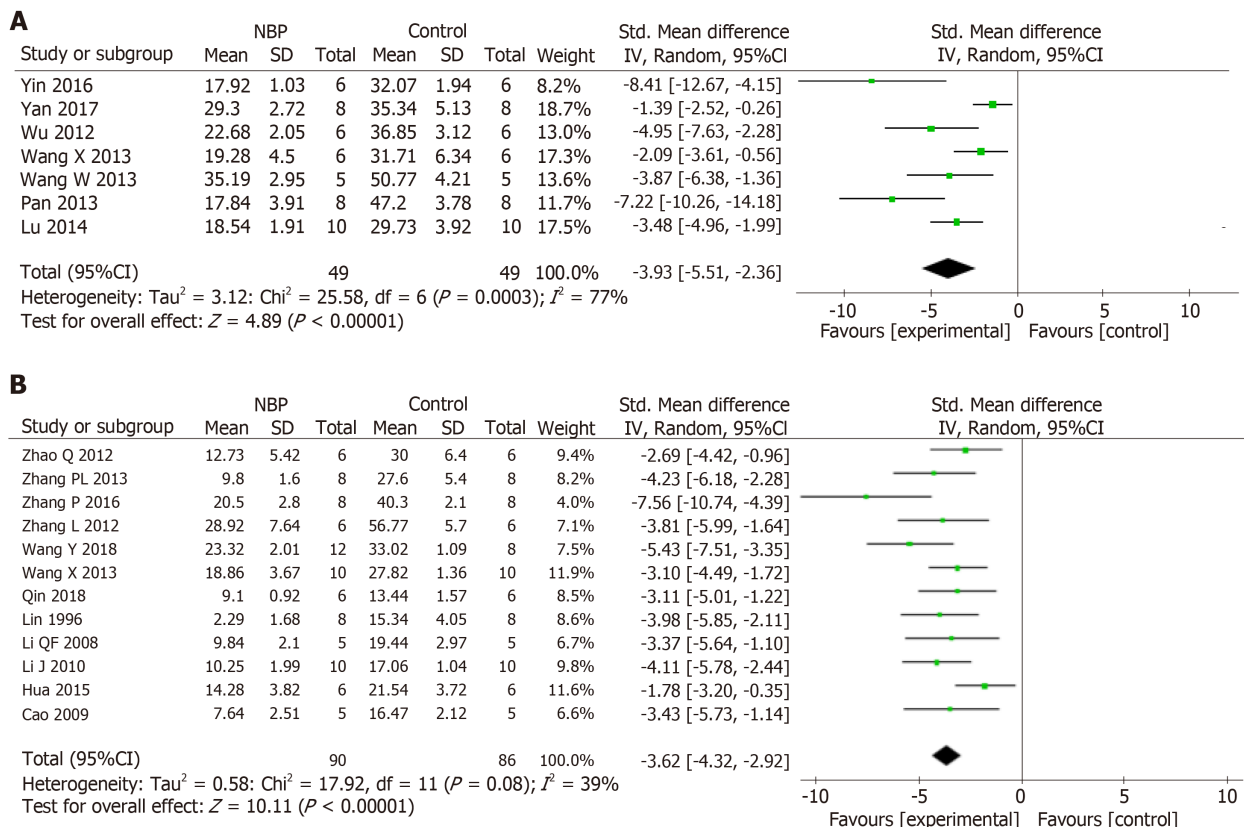 A
NBP Control Std. Mean difference Std. Mean difference
Study or subgroup Mean SD Total Mean SD Total Weight IV, Random, 95%CI IV, Random, 95%CI
Yin 2016 17.92 1.03 6 32.07 1.94 6 8.2% -8.41 [-12.67, -4.15]
Yan 2017 29.3 2.72 8 35.34 5.13 8 18.7% -1.39 [-2.52, -0.26]
Wu 2012 22.68 2.05 6 36.85 3.12 6 13.0% -4.95 [-7.63, -2.28]
Wang X 2013 19.28 4.5 6 31.71 6.34 6 17.3% -2.09 [-3.61, -0.56]
Wang W 2013 35.19 2.95 5 50.77 4.21 5 13.6% -3.87 [-6.38, -1.36]
Pan 2013 17.84 3.91 8 47.2 3.78 8 11.7% -7.22 [-10.26, -14.18]
Lu 2014 18.54 1.91 10 29.73 3.92 10 17.5% -3.48 [-4.96, -1.99]
Total (95%CI) 49 49 100.0% -3.93 [-5.51, -2.36]
Heterogeneity: Tau² = 3.12: Chi² = 25.58, df = 6 (P = 0.0003); I² = 77%
Test for overall effect: Z = 4.89 (P < 0.00001)
-10 -5 0 5 10
Favours [experimental] Favours [control]
B
NBP Control Std. Mean difference Std. Mean difference
Study or subgroup Mean SD Total Mean SD Total Weight IV, Random, 95%CI IV, Random, 95%CI
Zhao Q 2012 12.73 5.42 6 30 6.4 6 9.4% -2.69 [-4.42, -0.96]
Zhang PL 2013 9.8 1.6 8 27.6 5.4 8 8.2% -4.23 [-6.18, -2.28]
Zhang P 2016 20.5 2.8 8 40.3 2.1 8 4.0% -7.56 [-10.74, -4.39]
Zhang L 2012 28.92 7.64 6 56.77 5.7 6 7.1% -3.81 [-5.99, -1.64]
Wang Y 2018 23.32 2.01 12 33.02 1.09 8 7.5% -5.43 [-7.51, -3.35]
Wang X 2013 18.86 3.67 10 27.82 1.36 10 11.9% -3.10 [-4.49, -1.72]
Qin 2018 9.1 0.92 6 13.44 1.57 6 8.5% -3.11 [-5.01, -1.22]
Lin 1996 2.29 1.68 8 15.34 4.05 8 8.6% -3.98 [-5.85, -2.11]
Li QF 2008 9.84 2.1 5 19.44 2.97 5 6.7% -3.37 [-5.64, -1.10]
Li J 2010 10.25 1.99 10 17.06 1.04 10 9.8% -4.11 [-5.78, -2.44]
Hua 2015 14.28 3.82 6 21.54 3.72 6 11.6% -1.78 [-3.20, -0.35]
Cao 2009 7.64 2.51 5 16.47 2.12 5 6.6% -3.43 [-5.73, -1.14]
Total (95%CI) 90 86 100.0% -3.62 [-4.32, -2.92]
Heterogeneity: Tau² = 0.58: Chi² = 17.92, df = 11 (P = 0.08); I² = 39%
Test for overall effect: Z = 10.11 (P < 0.00001)
-10 -5 0 5 10
Favours [experimental] Favours [control]